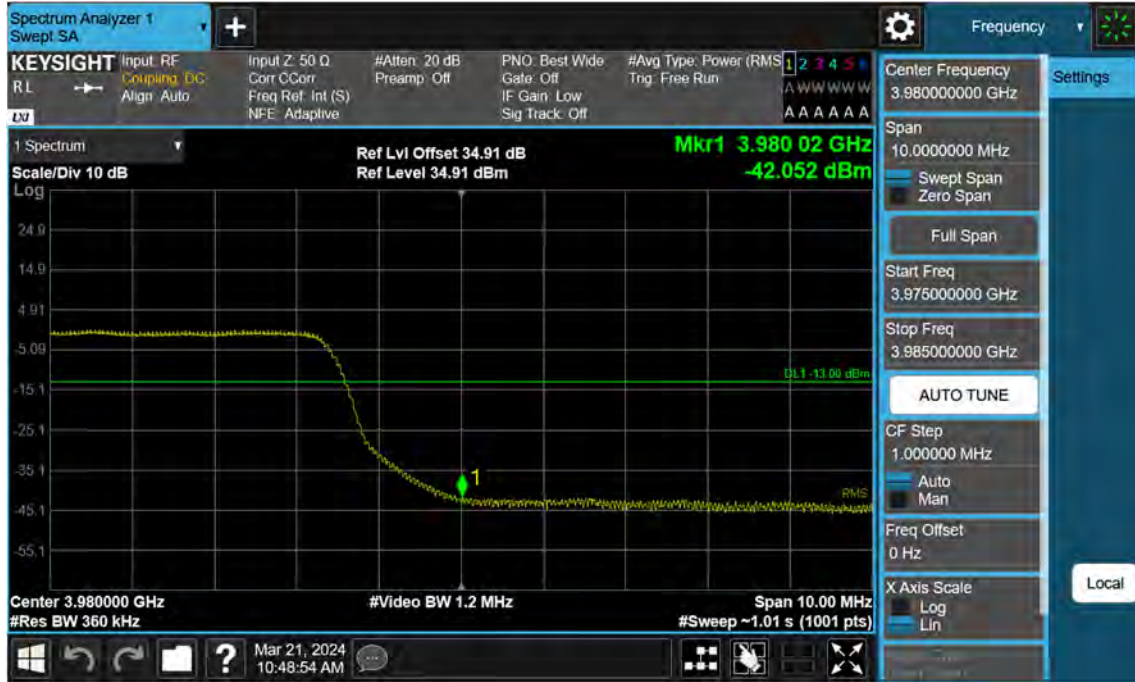 Spectrum Analyzer 1
Swept SA
+
Frequency
KEYSIGHT
RL
LXI
Input: RF
Coupling: DC
Align: Auto
Input Z: 50 Ω
Corr CCorr
Freq Ref: Int (S)
NFE: Adaptive
#Atten: 20 dB
Preamp: Off
PNO: Best Wide
Gate: Off
IF Gain: Low
Sig Track: Off
#Avg Type: Power (RMS
Trig: Free Run
1 2 3 4 5 6
A W W W W W
A A A A A A
1 Spectrum
Scale/Div 10 dB
Log
Ref Lvl Offset 34.91 dB
Ref Level 34.91 dBm
Mkr1 3.980 02 GHz
-42.052 dBm
24.9
14.9
4.91
-5.09
-15.1
-25.1
-35.1
-45.1
-55.1
DL1 -13.00 dBm
1
RMS
Center 3.980000 GHz
#Res BW 360 kHz
#Video BW 1.2 MHz
Span 10.00 MHz
#Sweep ~1.01 s (1001 pts)
?
Mar 21, 2024
10:48:54 AM
Center Frequency
3.980000000 GHz
Span
10.0000000 MHz
Swept Span
Zero Span
Full Span
Start Freq
3.975000000 GHz
Stop Freq
3.985000000 GHz
AUTO TUNE
CF Step
1.000000 MHz
Auto
Man
Freq Offset
0 Hz
X Axis Scale
Log
Lin
Settings
Local